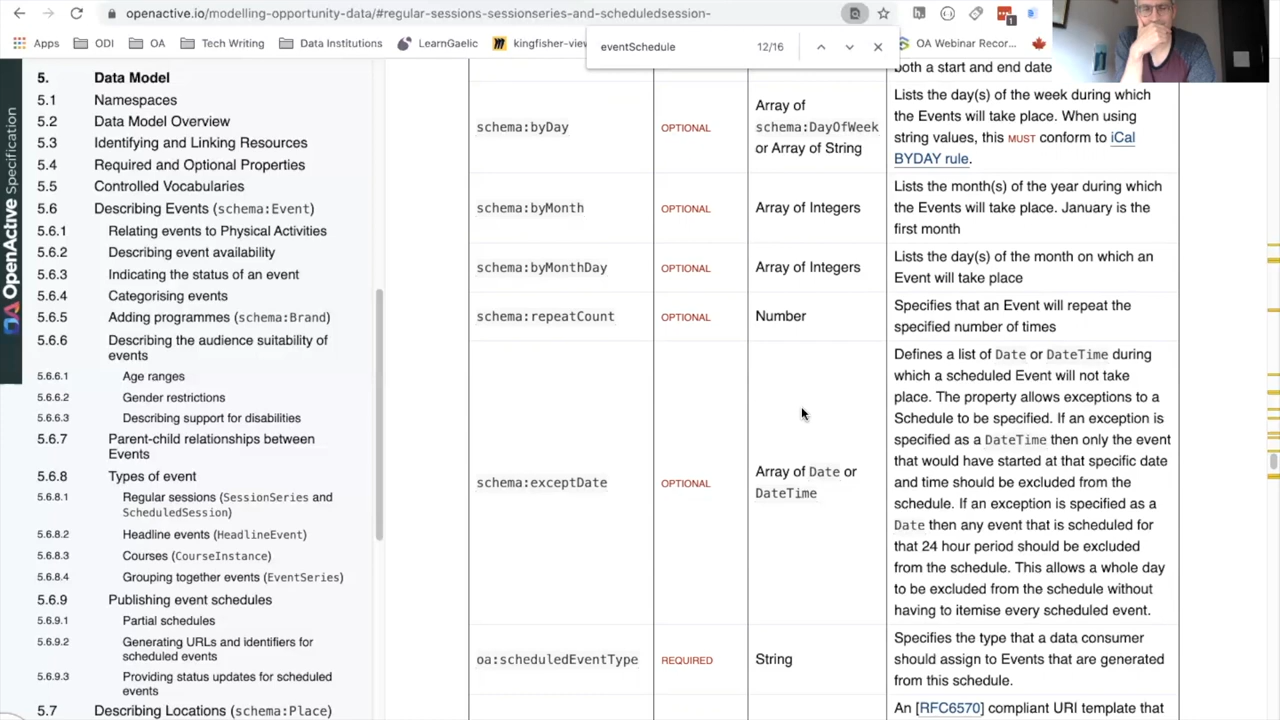 openactive.io/modelling-opportunity-data/#regular-sessions-sessionseries-and-scheduledsession-
1
Apps
ODI
OA
Tech Writing
Data Institutions
LearnGaelic
kingfisher-view
eventSchedule
12/16
OA Webinar Recor...
OpenActive Specification
5. Data Model
5.1 Namespaces
5.2 Data Model Overview
5.3 Identifying and Linking Resources
5.4 Required and Optional Properties
5.5 Controlled Vocabularies
5.6 Describing Events (schema:Event)
5.6.1 Relating events to Physical Activities
5.6.2 Describing event availability
5.6.3 Indicating the status of an event
5.6.4 Categorising events
5.6.5 Adding programmes (schema:Brand)
5.6.6 Describing the audience suitability of
events
5.6.6.1 Age ranges
5.6.6.2 Gender restrictions
5.6.6.3 Describing support for disabilities
5.6.7 Parent-child relationships between
Events
5.6.8 Types of event
5.6.8.1 Regular sessions (SessionSeries and
ScheduledSession)
5.6.8.2 Headline events (HeadlineEvent)
5.6.8.3 Courses (CourseInstance)
5.6.8.4 Grouping together events (EventSeries)
5.6.9 Publishing event schedules
5.6.9.1 Partial schedules
5.6.9.2 Generating URLs and identifiers for
scheduled events
5.6.9.3 Providing status updates for scheduled
events
5.7 Describing Locations (schema:Place)
both a start and end date
schema:byDay
OPTIONAL
Array of
schema:DayOfWeek
or Array of String
Lists the day(s) of the week during which
the Events will take place. When using
string values, this MUST conform to iCal
BYDAY rule.
schema:byMonth
OPTIONAL
Array of Integers
Lists the month(s) of the year during which
the Events will take place. January is the
first month
schema:byMonthDay
OPTIONAL
Array of Integers
Lists the day(s) of the month on which an
Event will take place
schema:repeatCount
OPTIONAL
Number
Specifies that an Event will repeat the
specified number of times
schema:exceptDate
OPTIONAL
Array of Date or
DateTime
Defines a list of Date or DateTime during
which a scheduled Event will not take
place. The property allows exceptions to a
Schedule to be specified. If an exception is
specified as a DateTime then only the event
that would have started at that specific date
and time should be excluded from the
schedule. If an exception is specified as a
Date then any event that is scheduled for
that 24 hour period should be excluded
from the schedule. This allows a whole day
to be excluded from the schedule without
having to itemise every scheduled event.
oa:scheduledEventType
REQUIRED
String
Specifies the type that a data consumer
should assign to Events that are generated
from this schedule.
An [RFC6570] compliant URI template that